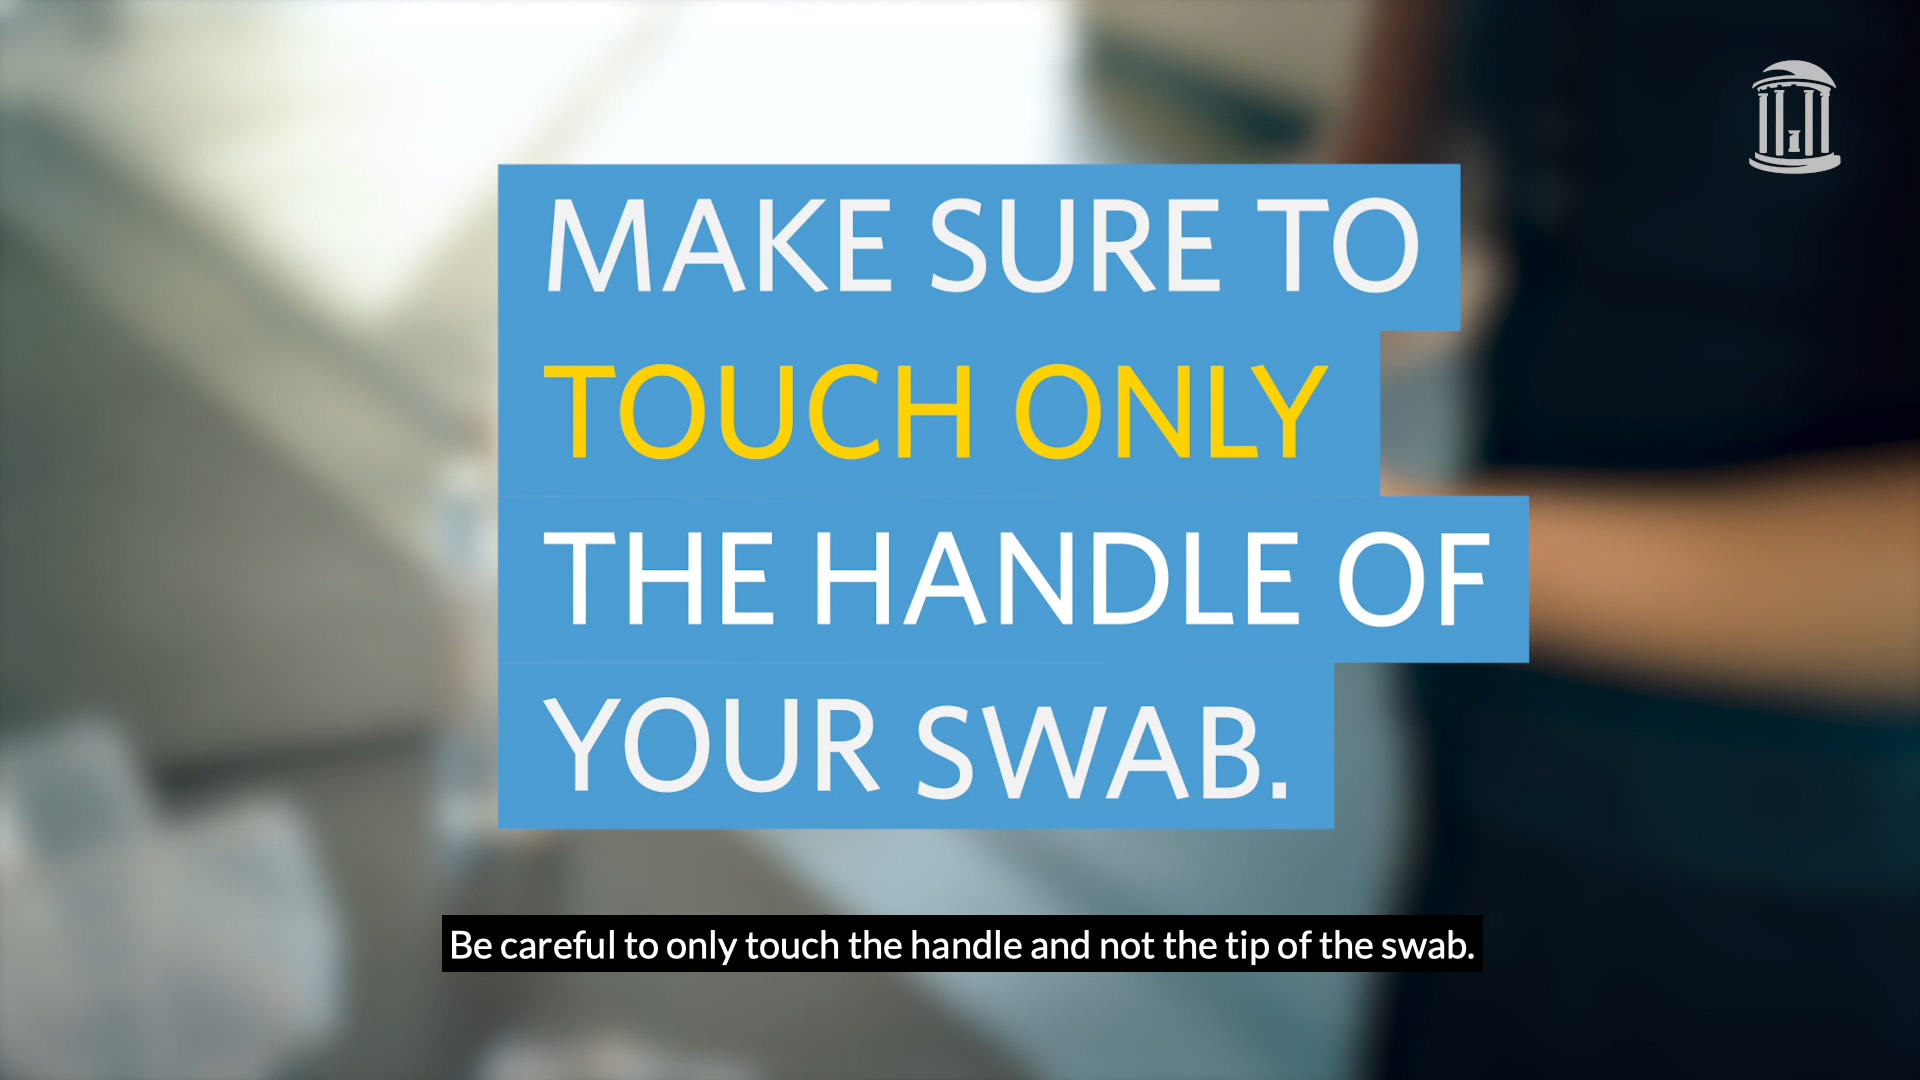 MAKE SURE TO
TOUCH ONLY
THE HANDLE OF
YOUR SWAB.
Be careful to only touch the handle and not the tip of the swab.